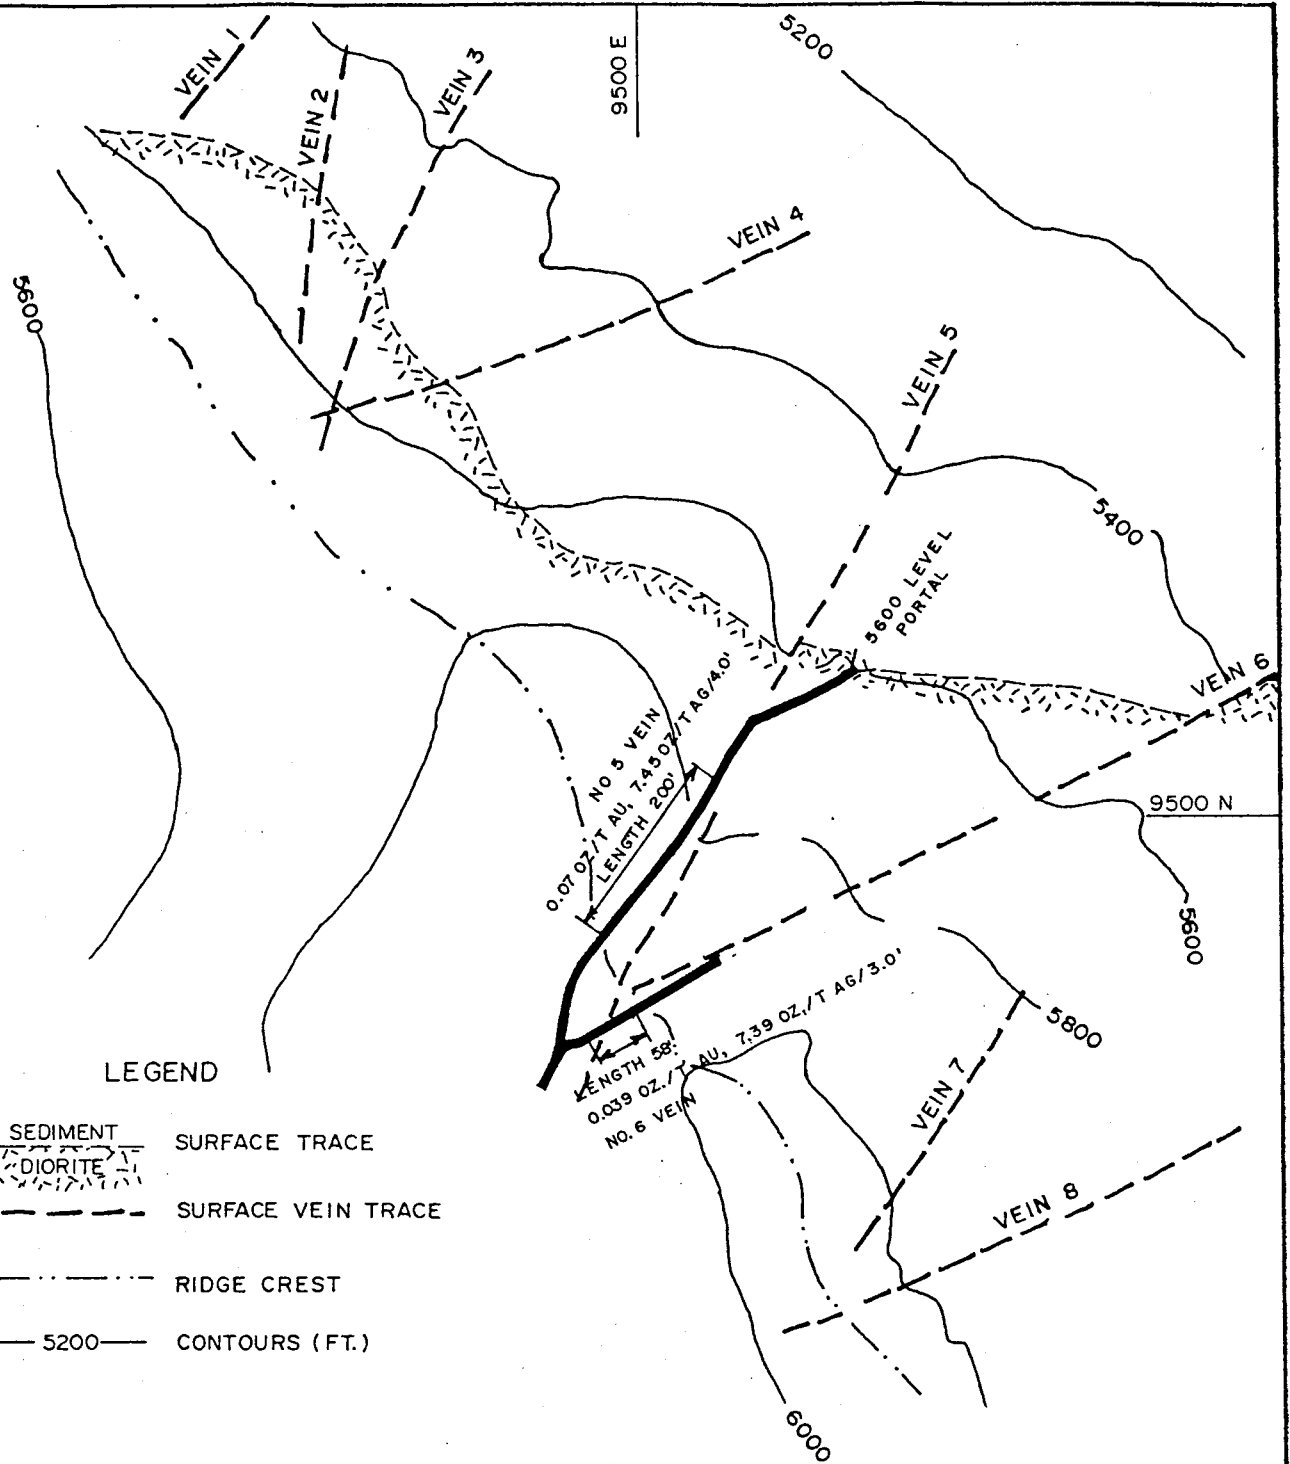 VEIN 1
VEIN 2
VEIN 3
9500 E
5200
VEIN 4
5600
VEIN 5
5400
5600 LEVEL
PORTAL
VEIN 6
NO 5 VEIN
0.07 OZ/T AU, 7.45 OZ/T AG/4.0'
LENGTH 200'
9500 N
5600
LENGTH 58'
0.039 OZ./T AU, 7.39 OZ./T AG/3.0'
NO. 6 VEIN
5800
VEIN 7
VEIN 8
6000
LEGEND
SEDIMENT
DIORITE
SURFACE TRACE
SURFACE VEIN TRACE
RIDGE CREST
5200
CONTOURS (FT.)